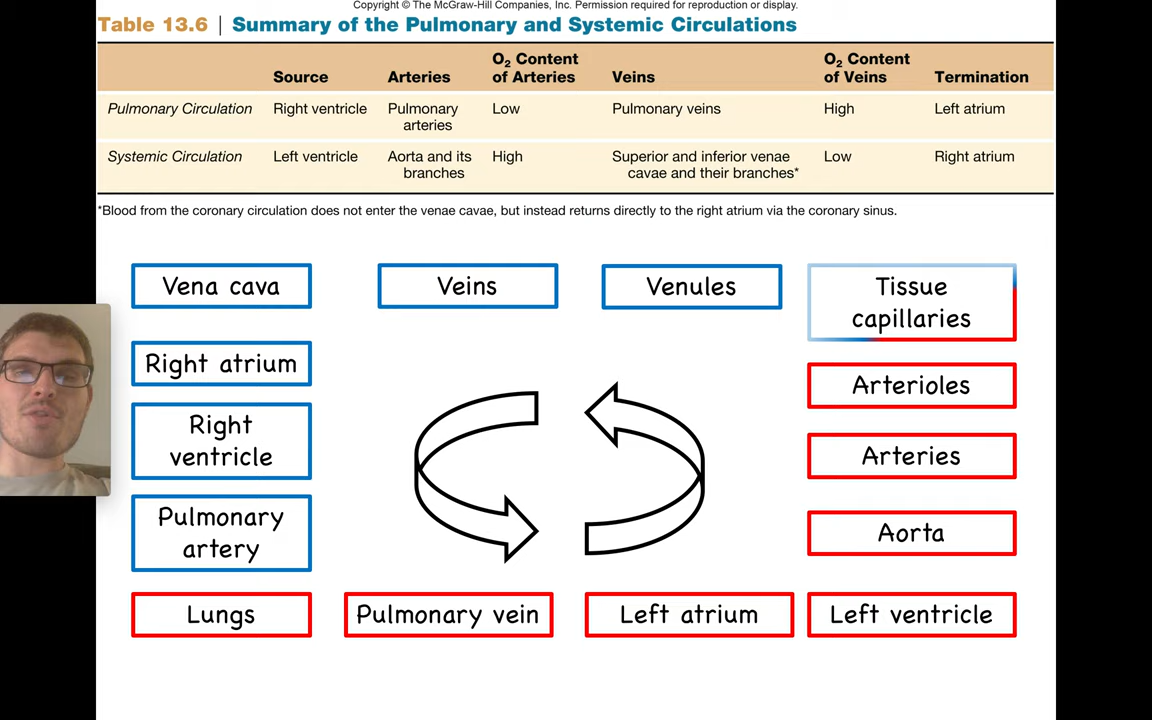 Copyright © The McGraw-Hill Companies, Inc. Permission required for reproduction or display.
Table 13.6 | Summary of the Pulmonary and Systemic Circulations
Source Arteries O2 Content of Arteries Veins O2 Content of Veins Termination
Pulmonary Circulation Right ventricle Pulmonary arteries Low Pulmonary veins High Left atrium
Systemic Circulation Left ventricle Aorta and its branches High Superior and inferior venae cavae and their branches* Low Right atrium
*Blood from the coronary circulation does not enter the venae cavae, but instead returns directly to the right atrium via the coronary sinus.
Vena cava
Veins
Venules
Tissue
capillaries
Right atrium
Arterioles
Right
ventricle
Arteries
Pulmonary
artery
Aorta
Lungs
Pulmonary vein
Left atrium
Left ventricle